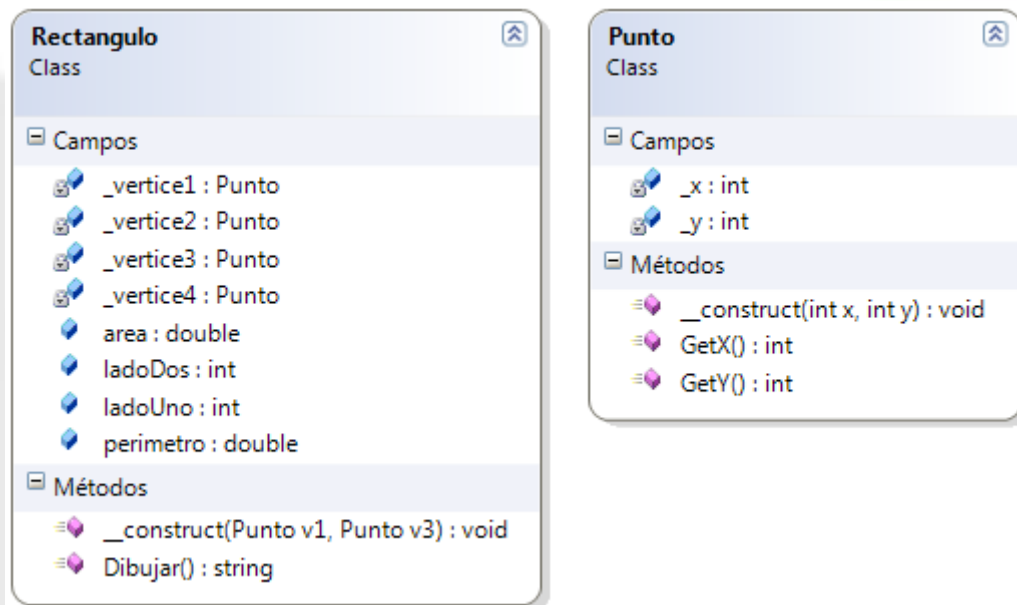 Rectangulo
Class
Campos
_vertice1 : Punto
_vertice2 : Punto
_vertice3 : Punto
_vertice4 : Punto
area : double
ladoDos : int
ladoUno : int
perimetro : double
Métodos
__construct(Punto v1, Punto v3) : void
Dibujar() : string
Punto
Class
Campos
_x : int
_y : int
Métodos
__construct(int x, int y) : void
GetX() : int
GetY() : int